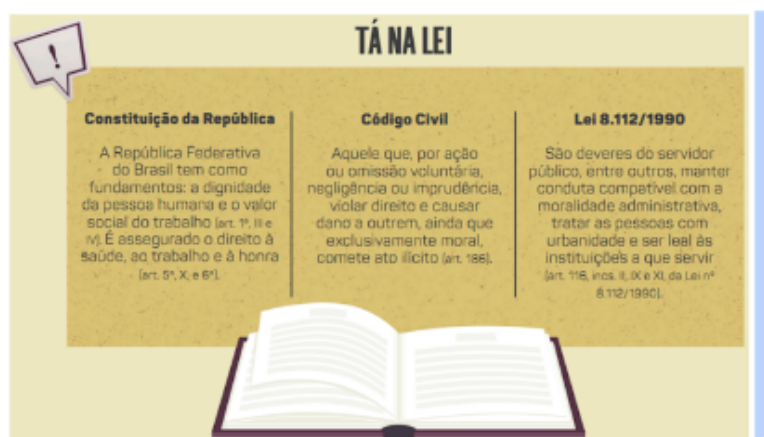 !
TÁ NA LEI
Constituição da República
A República Federativa
do Brasil tem como
fundamentos: a dignidade
da pessoa humana e o valor
social do trabalho (art. 1º, III e
IV). É assegurado o direito à
saúde, ao trabalho e à honra
(art. 5º, X, e 6º).
Código Civil
Aquele que, por ação
ou omissão voluntária,
negligência ou imprudência,
violar direito e causar
dano a outrem, ainda que
exclusivamente moral,
comete ato ilícito (art. 186).
Lei 8.112/1990
São deveres do servidor
público, entre outros, manter
conduta compatível com a
moralidade administrativa,
tratar as pessoas com
urbanidade e ser leal às
instituições a que servir
(art. 116, incs. II, IX e XI, da Lei nº
8.112/1990).